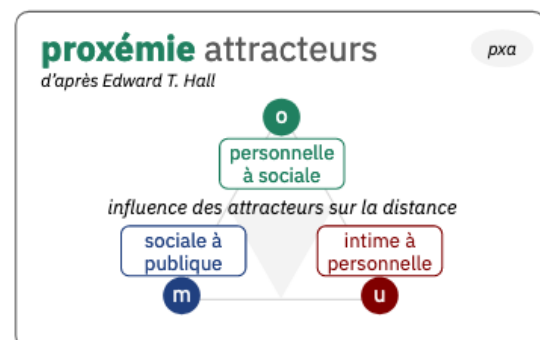 proxémie attracteurs
pxa
d'après Edward T. Hall
o
personnelle
à sociale
influence des attracteurs sur la distance
sociale à
publique
intime à
personnelle
m
u